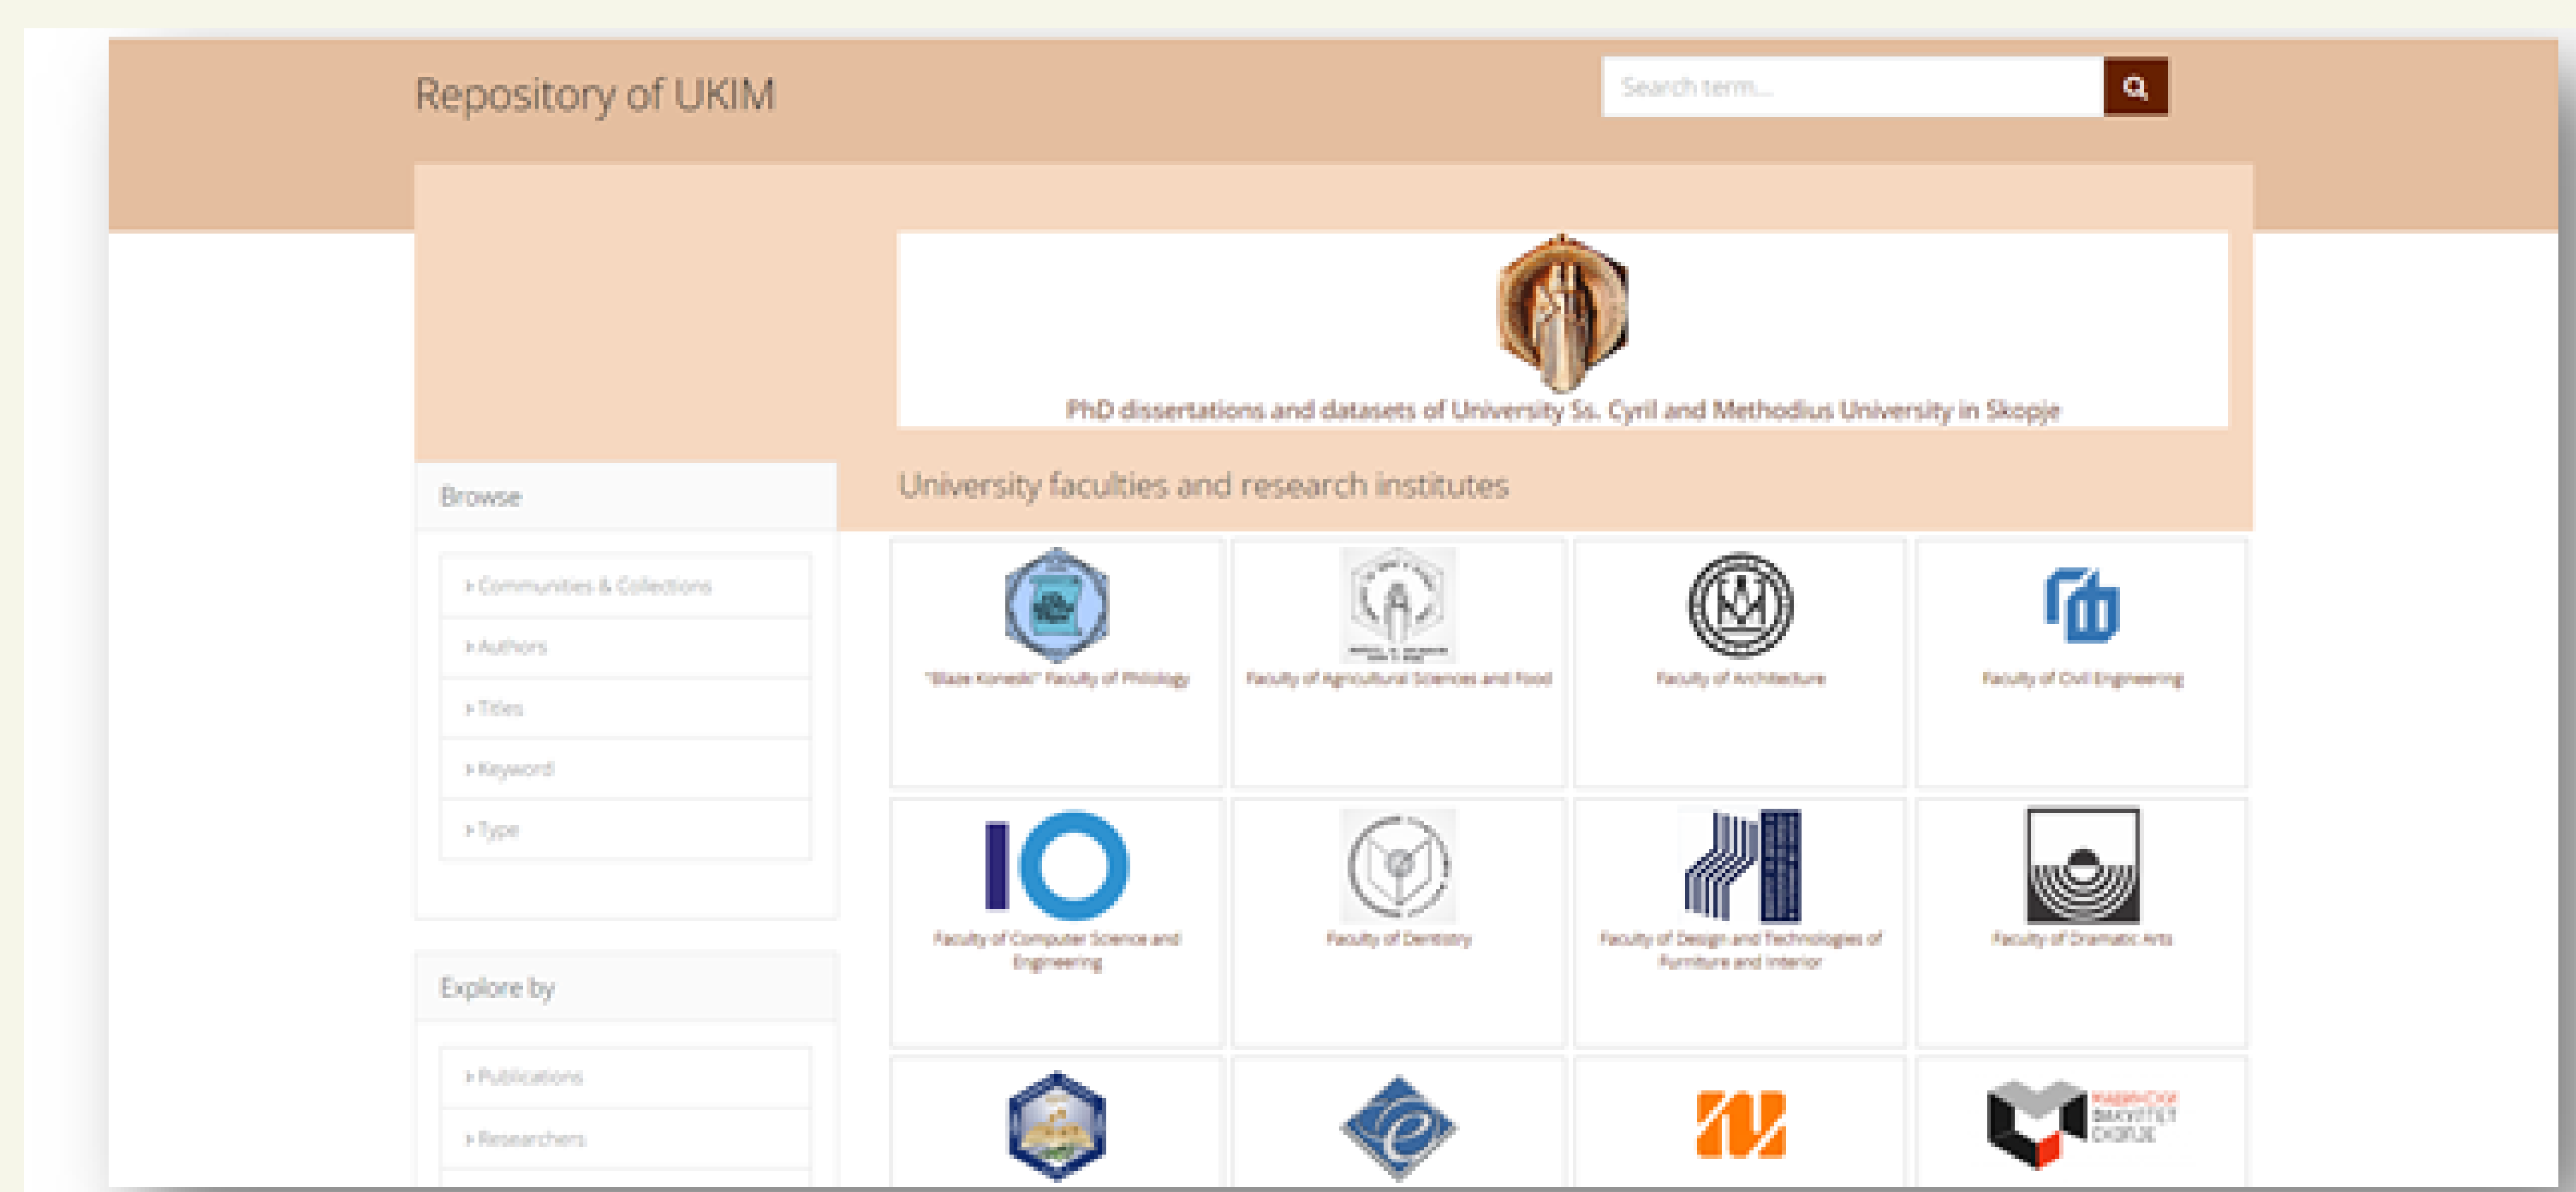 Repository of UKIM
Search term...
PhD dissertations and datasets of University Ss. Cyril and Methodius University in Skopje
Browse
Communities & Collections
Authors
Titles
Keyword
Type
Explore by
Publications
Researchers
University faculties and research institutes
"Blaze Koneski" Faculty of Philology
Faculty of Agricultural Sciences and Food
Faculty of Architecture
Faculty of Civil Engineering
Faculty of Computer Science and
Engineering
Faculty of Dentistry
Faculty of Design and Technologies of
Furniture and Interior
Faculty of Dramatic Arts
МАШИНСКИ
ФАКУЛТЕТ
СКОПЈЕ